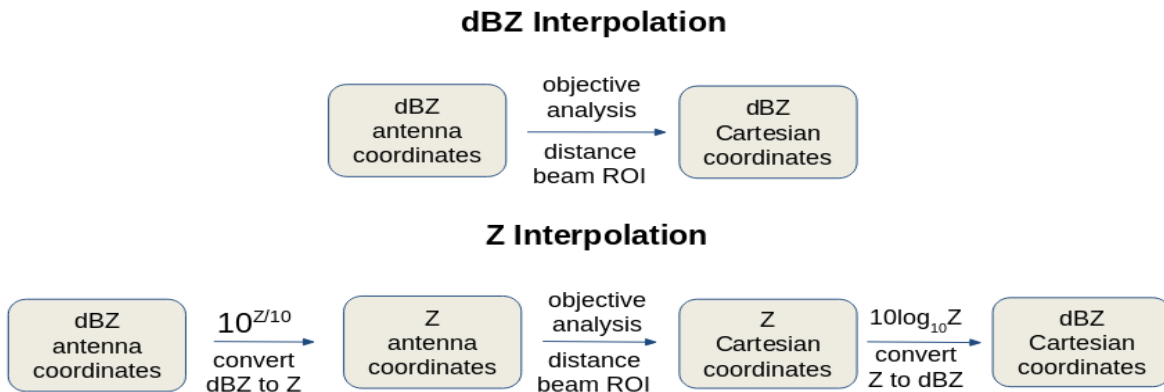 dBZ Interpolation
dBZ
antenna
coordinates
objective
analysis
distance
beam ROI
dBZ
Cartesian
coordinates
Z Interpolation
dBZ
antenna
coordinates
10^{Z/10}
convert
dBZ to Z
Z
antenna
coordinates
objective
analysis
distance
beam ROI
Z
Cartesian
coordinates
10log₁₀Z
convert
Z to dBZ
dBZ
Cartesian
coordinates